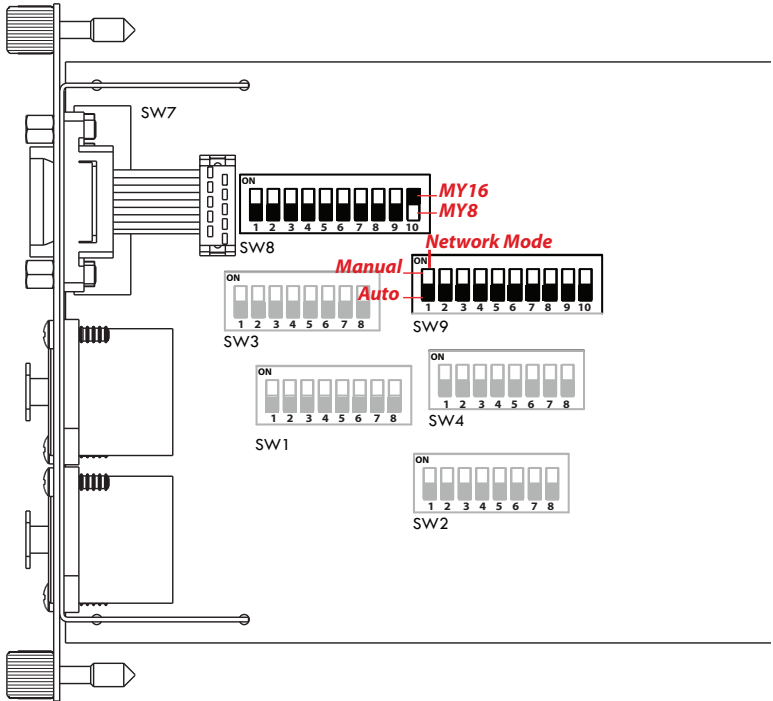 SW7
ON
MY16
MY8
1 2 3 4 5 6 7 8 9 10
SW8
Network Mode
ON
Manual
Auto
1 2 3 4 5 6 7 8 9 10
SW9
ON
1 2 3 4 5 6 7 8
SW3
ON
1 2 3 4 5 6 7 8
SW4
ON
1 2 3 4 5 6 7 8
SW1
ON
1 2 3 4 5 6 7 8
SW2